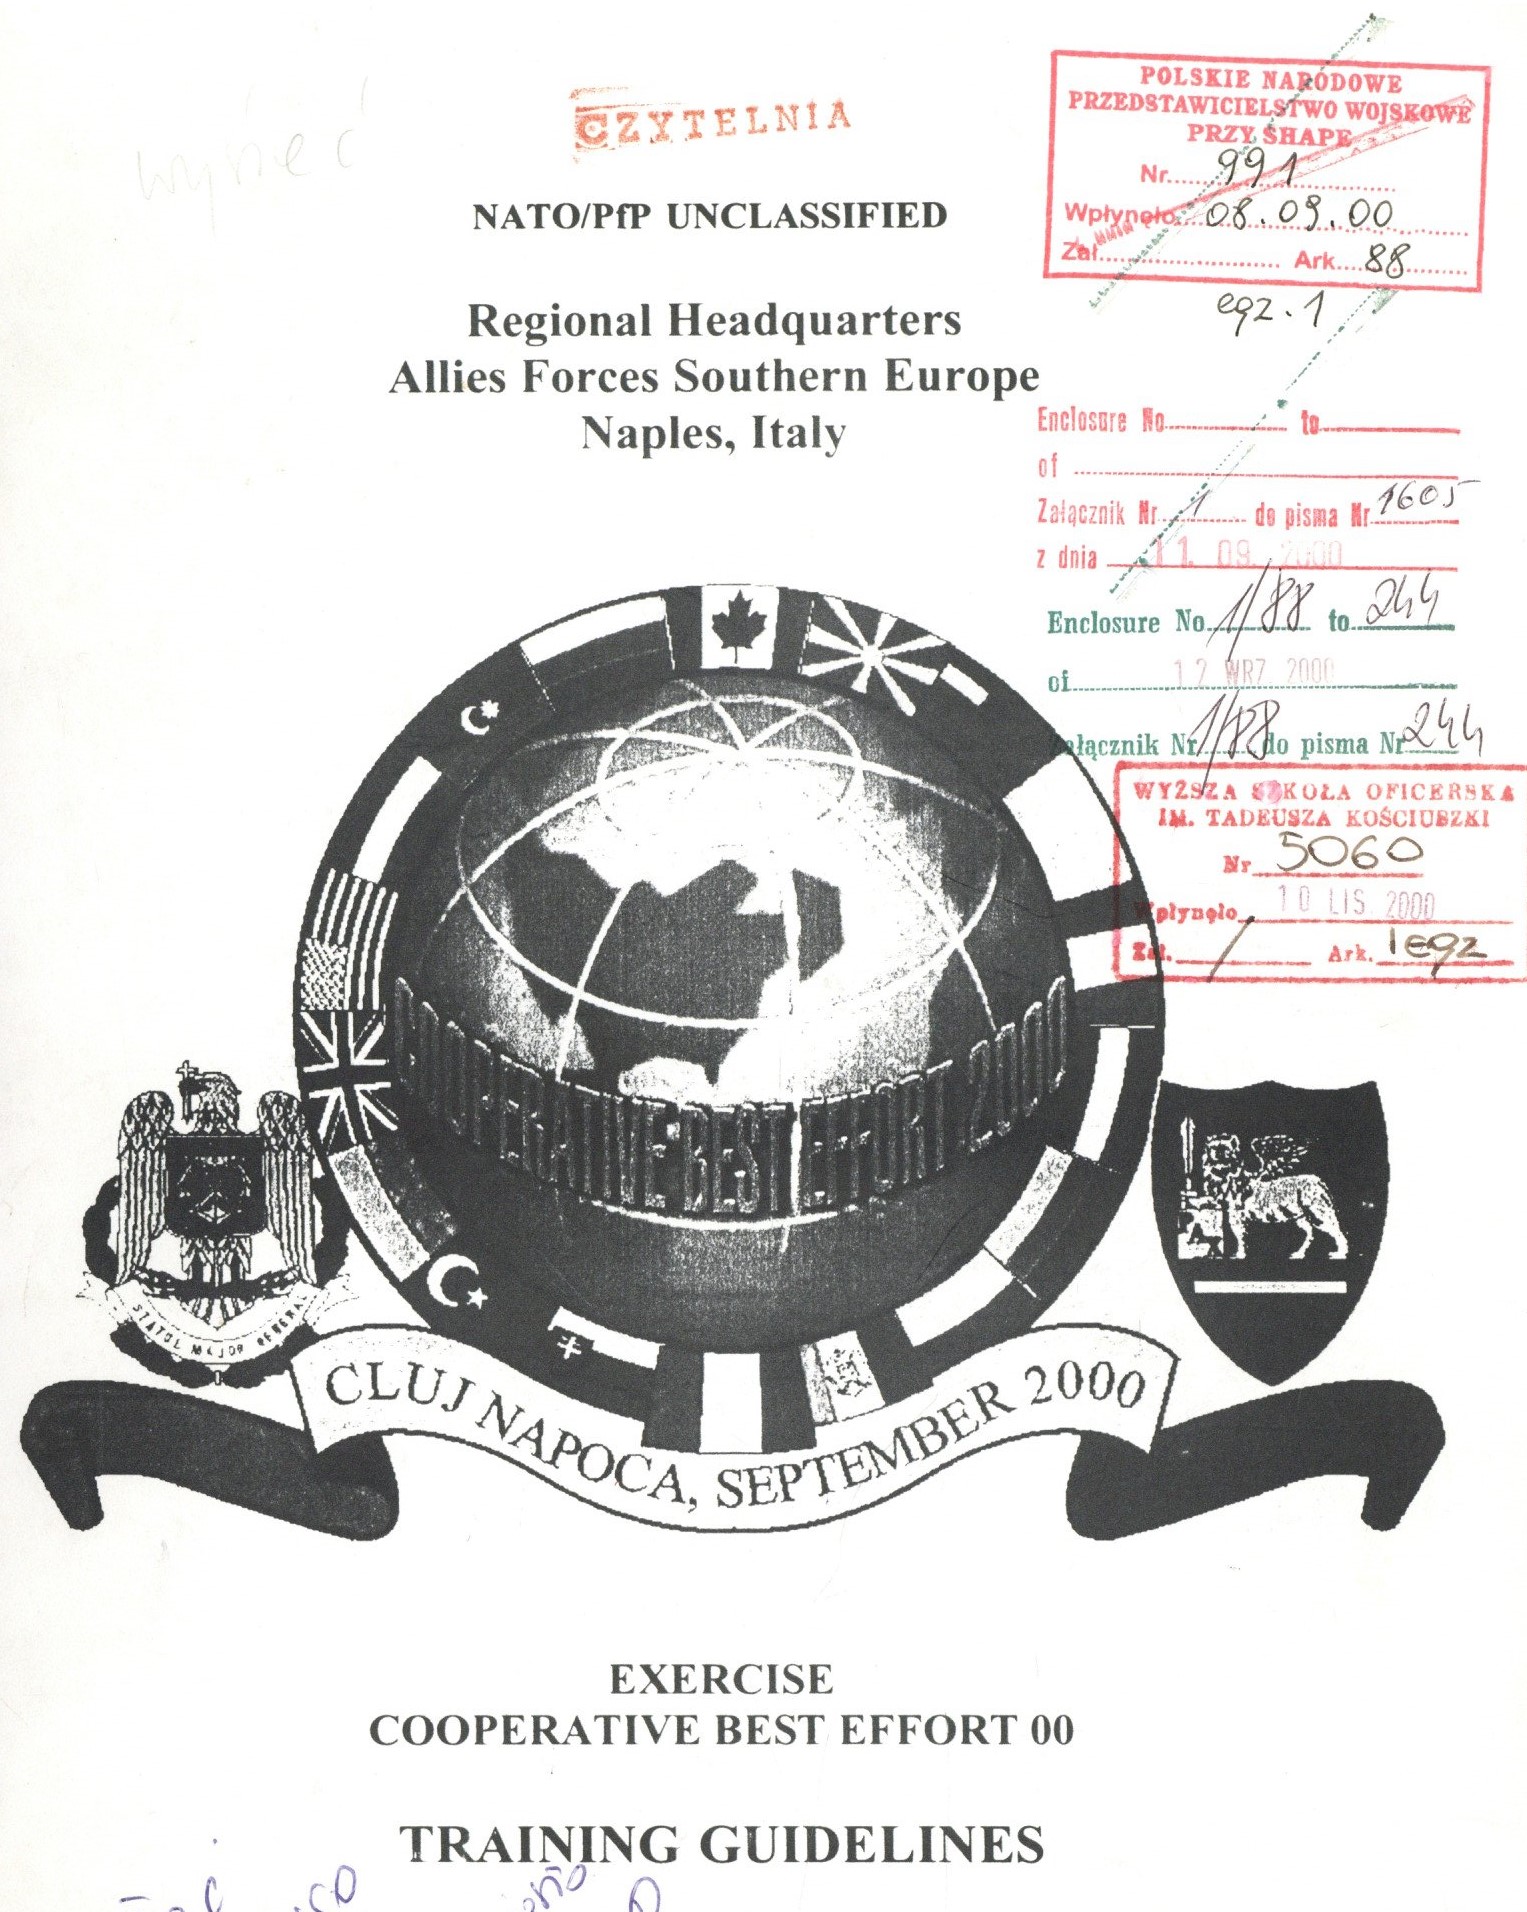 CZYTELNIA
NATO/PfP UNCLASSIFIED
Regional Headquarters
Allies Forces Southern Europe
Naples, Italy
POLSKIE NARODOWE
PRZEDSTAWICIELSTWO WOJSKOWE
PRZY SHAPE
Nr. 991
Wpłynęło 08.09.00
Zał. Ark. 88
egz. 1
Enclosure No to
of
Załącznik Nr 1 do pisma Nr 1605
z dnia 11. 09. 2000
Enclosure No 1/88 to 244
of 12 WRZ 2000
Załącznik Nr 1/88 do pisma Nr 244
WYŻSZA SZKOŁA OFICERSKA
IM. TADEUSZA KOŚCIUSZKI
Nr 5060
Wpłynęło 10 LIS. 2000
Zał. / Ark. 1 egz
COOPERATIVE BEST EFFORT 2000
STATUL MAJOR GENERAL
CLUJ NAPOCA, SEPTEMBER 2000
EXERCISE
COOPERATIVE BEST EFFORT 00
TRAINING GUIDELINES